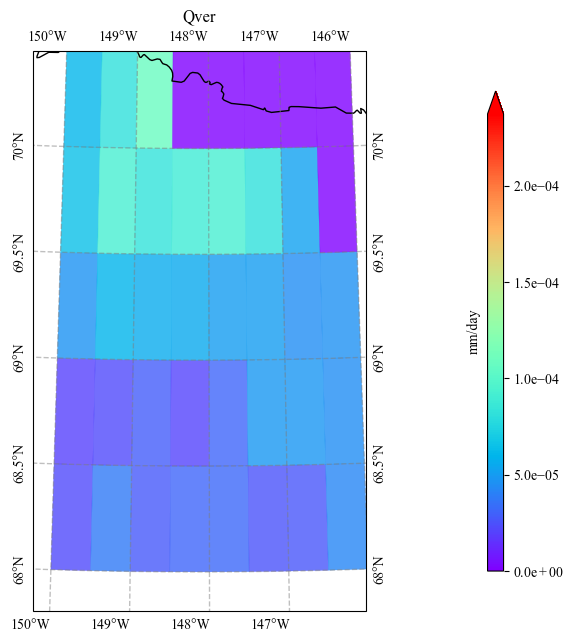 Qver
150°W 149°W 148°W 147°W 146°W
70°N 70°N
69.5°N 69.5°N
69°N 69°N
68.5°N 68.5°N
68°N 68°N
150°W 149°W 148°W 147°W
mm/day
2.0e−04
1.5e−04
1.0e−04
5.0e−05
0.0e+00